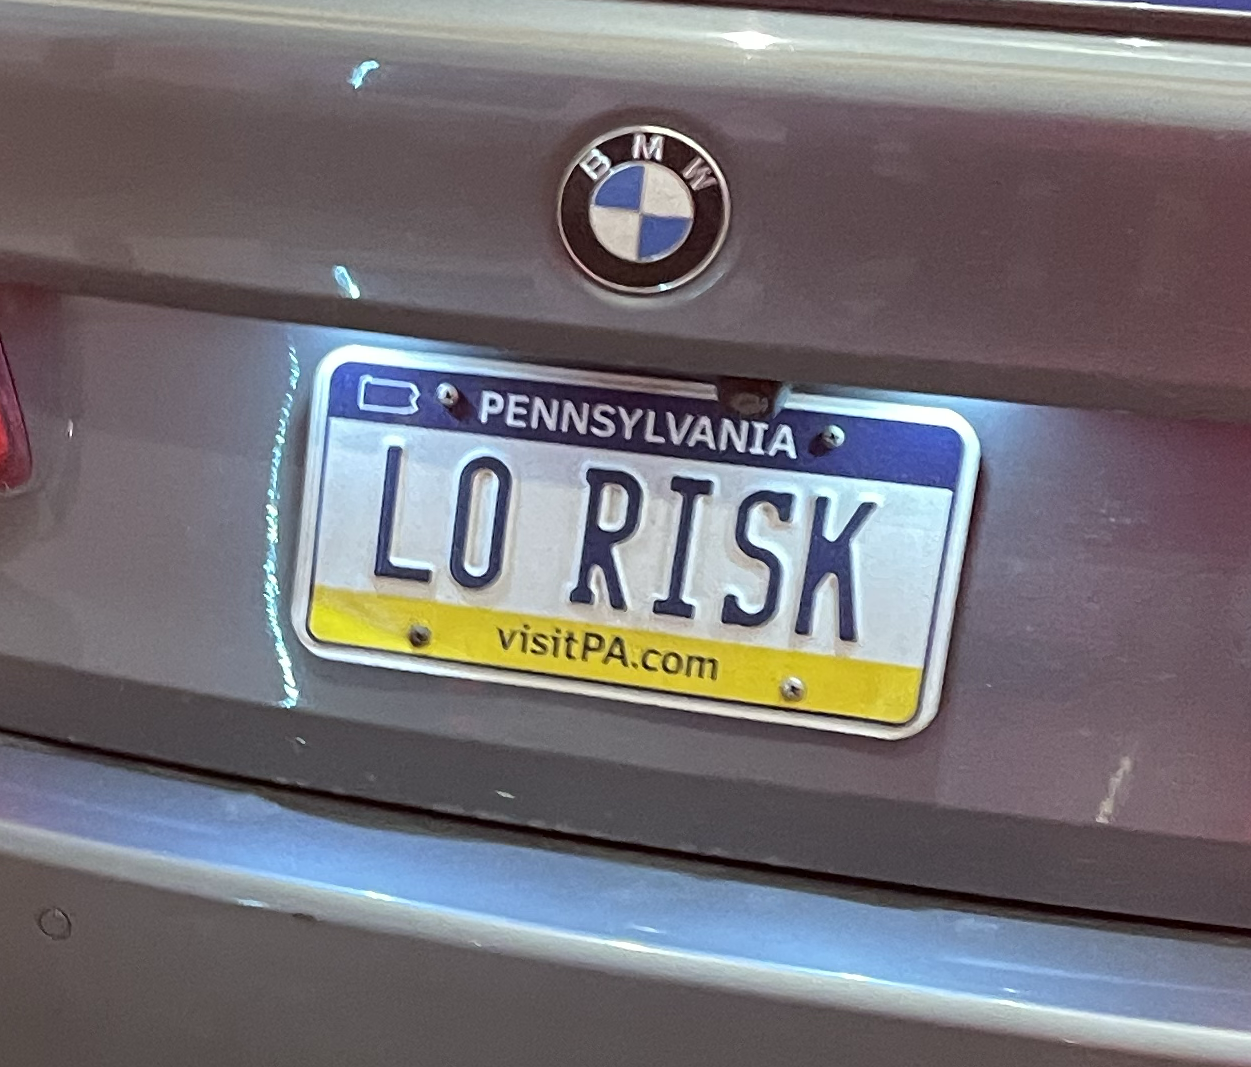 BMW
PENNSYLVANIA
LO RISK
visitPA.com